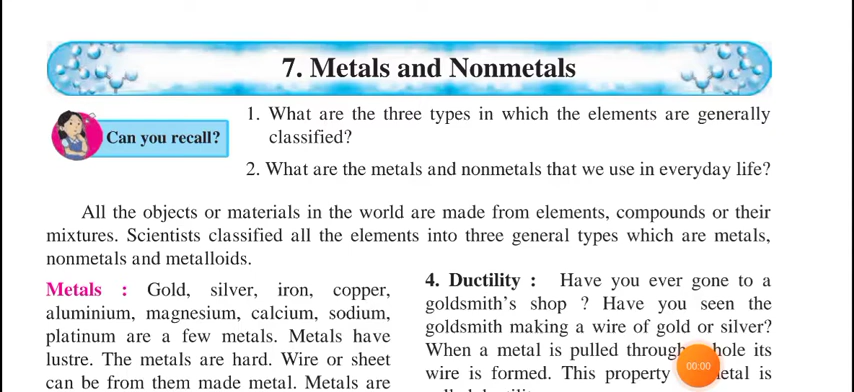 7. Metals and Nonmetals
Can you recall?
1. What are the three types in which the elements are generally
classified?
2. What are the metals and nonmetals that we use in everyday life?
All the objects or materials in the world are made from elements, compounds or their
mixtures. Scientists classified all the elements into three general types which are metals,
nonmetals and metalloids.
Metals : Gold, silver, iron, copper,
aluminium, magnesium, calcium, sodium,
platinum are a few metals. Metals have
lustre. The metals are hard. Wire or sheet
can be from them made metal. Metals are
4. Ductility : Have you ever gone to a
goldsmith's shop ? Have you seen the
goldsmith making a wire of gold or silver?
When a metal is pulled through hole its
wire is formed. This property metal is
00:00